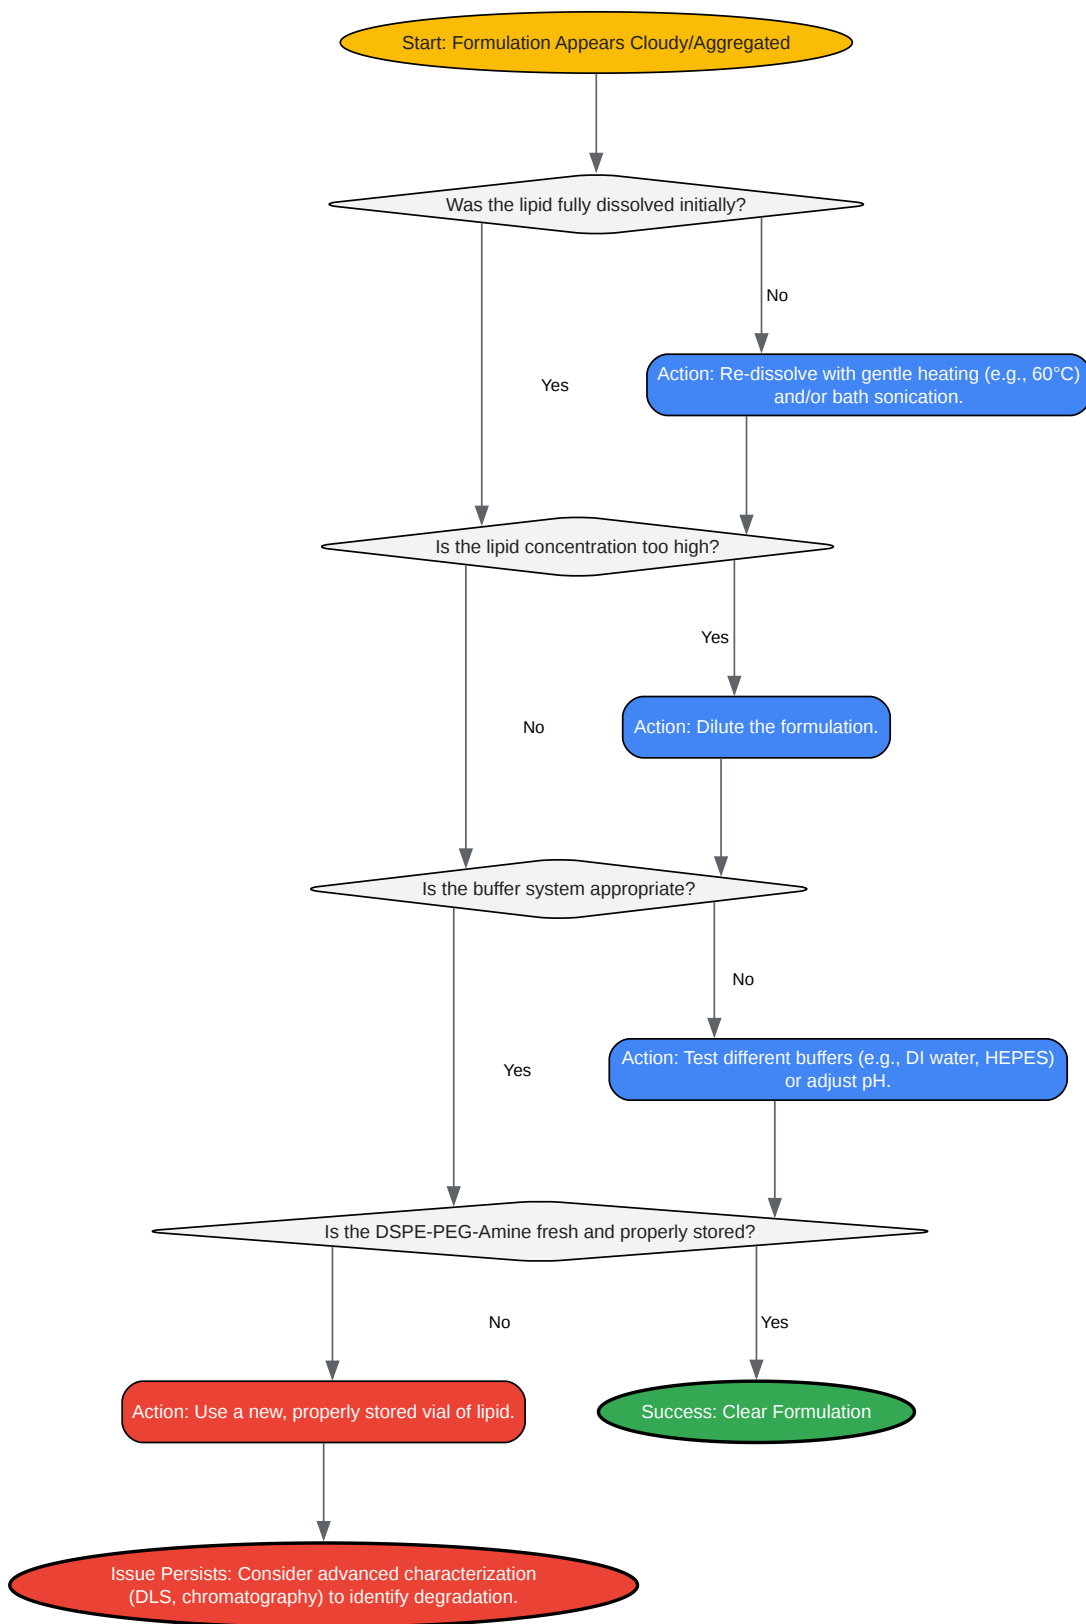 Start: Formulation Appears Cloudy/Aggregated
Was the lipid fully dissolved initially?
No
Action: Re-dissolve with gentle heating (e.g., 60°C)
and/or bath sonication.
Yes
Is the lipid concentration too high?
Yes
Action: Dilute the formulation.
No
Is the buffer system appropriate?
No
Action: Test different buffers (e.g., DI water, HEPES)
or adjust pH.
Yes
Is the DSPE-PEG-Amine fresh and properly stored?
No
Yes
Action: Use a new, properly stored vial of lipid.
Success: Clear Formulation
Issue Persists: Consider advanced characterization
(DLS, chromatography) to identify degradation.